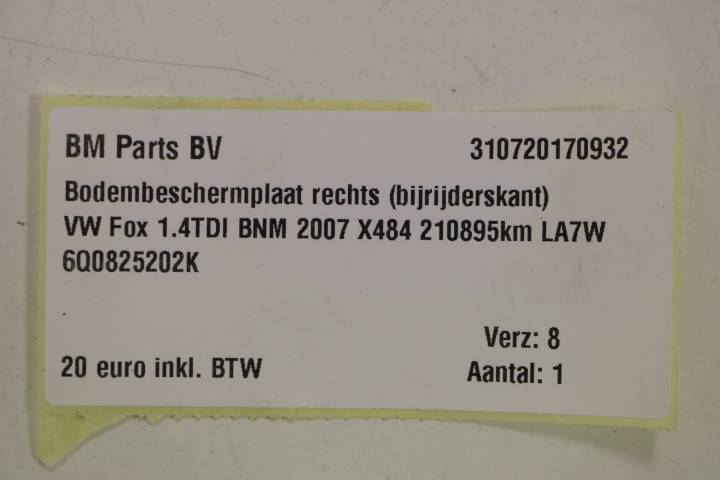 BM Parts BV 310720170932
Bodembeschermplaat rechts (bijrijderskant)
VW Fox 1.4TDI BNM 2007 X484 210895km LA7W
6Q0825202K
Verz: 8
20 euro inkl. BTW Aantal: 1